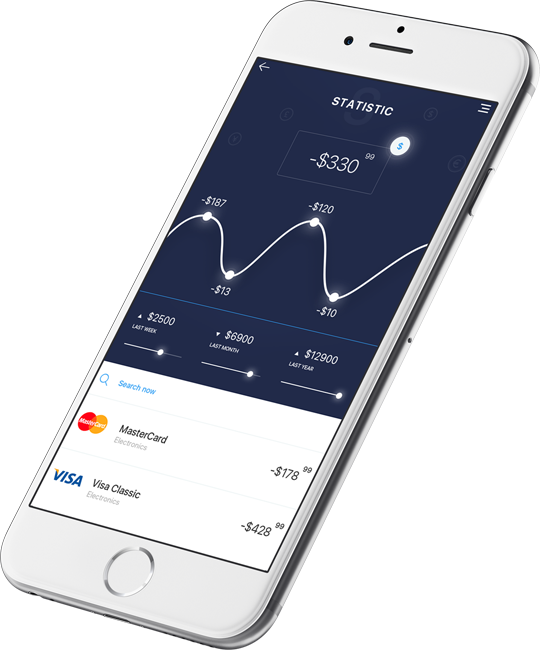 STATISTIC
$
-$330 99
-$187
-$120
-$13
-$10
▲ $2500
LAST WEEK
▼ $6900
LAST MONTH
▲ $12900
LAST YEAR
Search now
MasterCard
MasterCard
Electronics
-$178 99
VISA
Visa Classic
Electronics
-$428 99